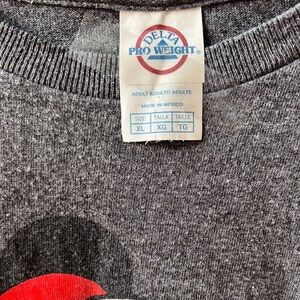 DELTA
PRO WEIGHT®
ADULT ADULTO ADULTE
MADE IN MEXICO
SIZE TALLA TAILLE
XL XG TG